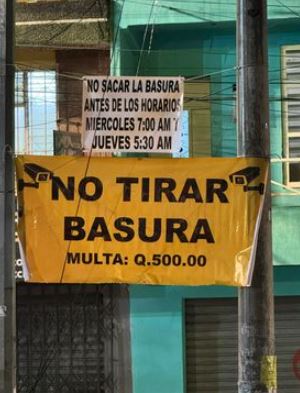 NO SACAR LA BASURA
ANTES DE LOS HORARIOS
MIERCOLES 7:00 AM Y
JUEVES 5:30 AM
NO TIRAR
BASURA
MULTA: Q.500.00